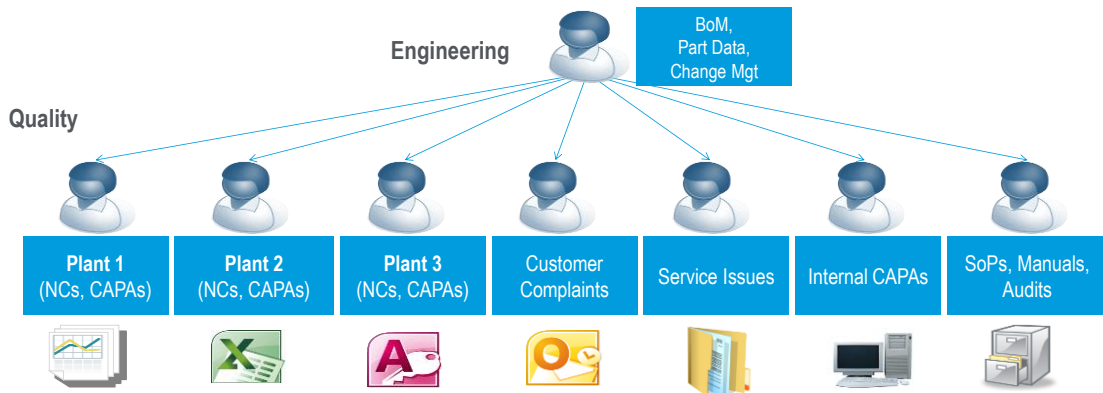 Engineering
BoM,
Part Data,
Change Mgt
Quality
Plant 1
(NCs, CAPAs)
Plant 2
(NCs, CAPAs)
Plant 3
(NCs, CAPAs)
Customer
Complaints
Service Issues
Internal CAPAs
SoPs, Manuals,
Audits
X
A
O